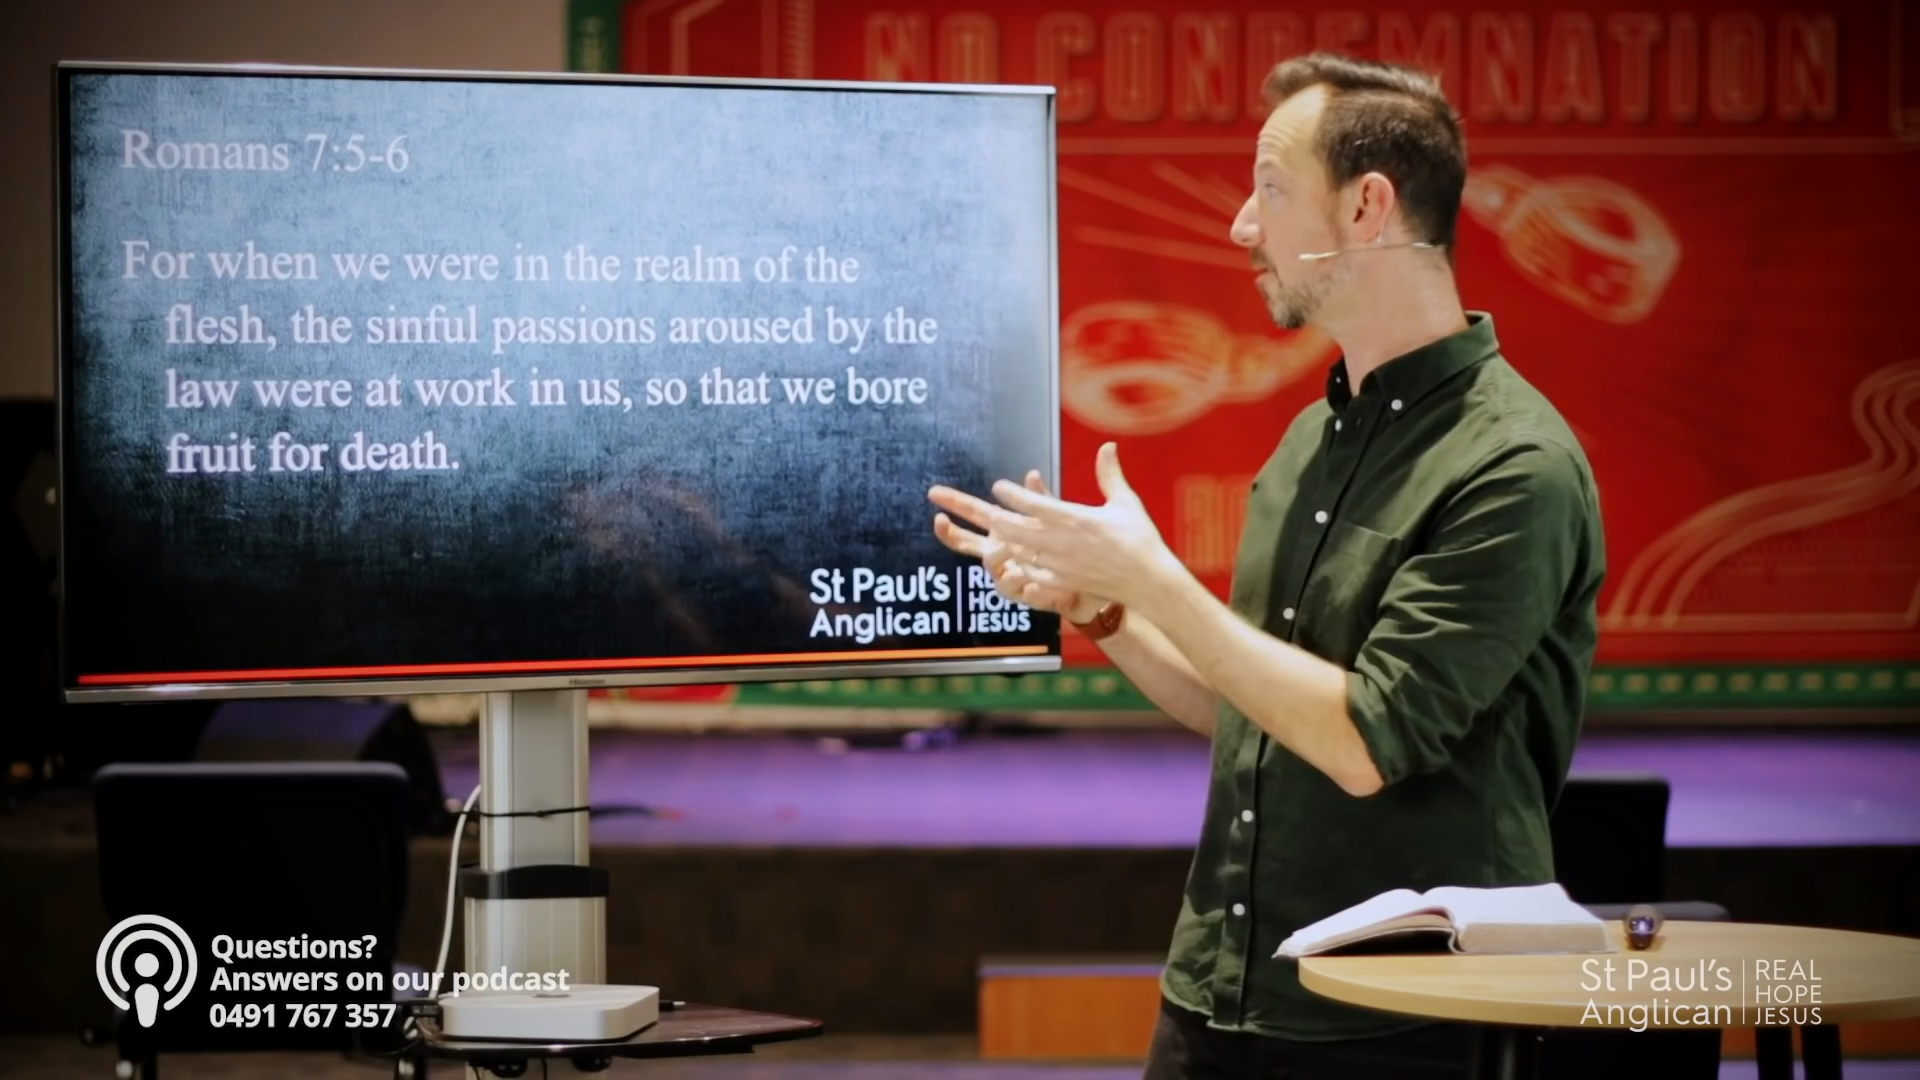 NO CONDEMNATION
Romans 7:5-6
For when we were in the realm of the
flesh, the sinful passions aroused by the
law were at work in us, so that we bore
fruit for death.
St Paul's
Anglican
HOPE
JESUS
Hisense
Questions?
Answers on our podcast
0491 767 357
St Paul's
Anglican
REAL
HOPE
JESUS